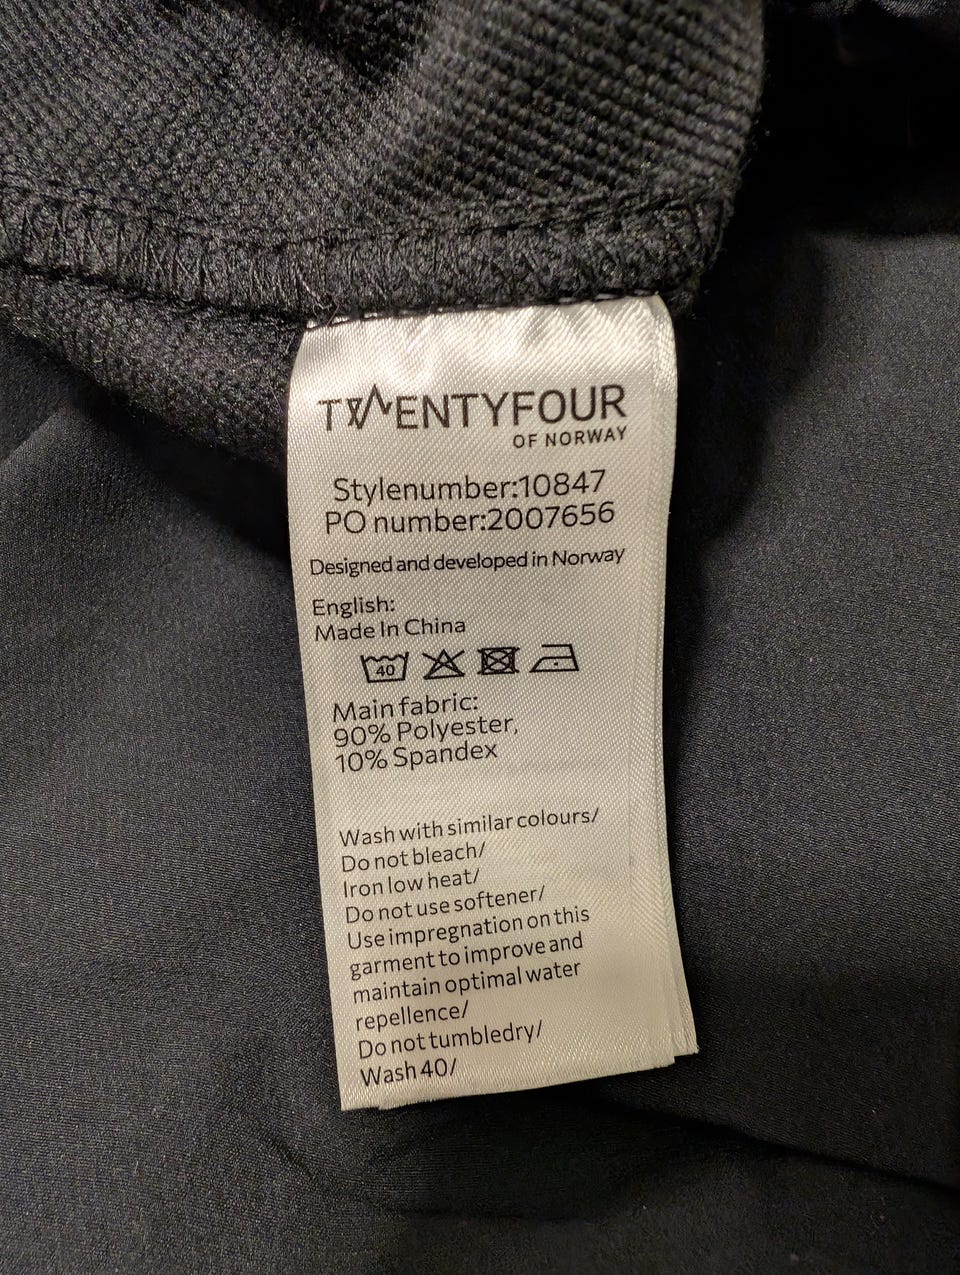 TWENTYFOUR
OF NORWAY
Stylenumber:10847
PO number:2007656
Designed and developed in Norway
English:
Made In China
40
Main fabric:
90% Polyester,
10% Spandex
Wash with similar colours/
Do not bleach/
Iron low heat/
Do not use softener/
Use impregnation on this
garment to improve and
maintain optimal water
repellence/
Do not tumbledry/
Wash 40/